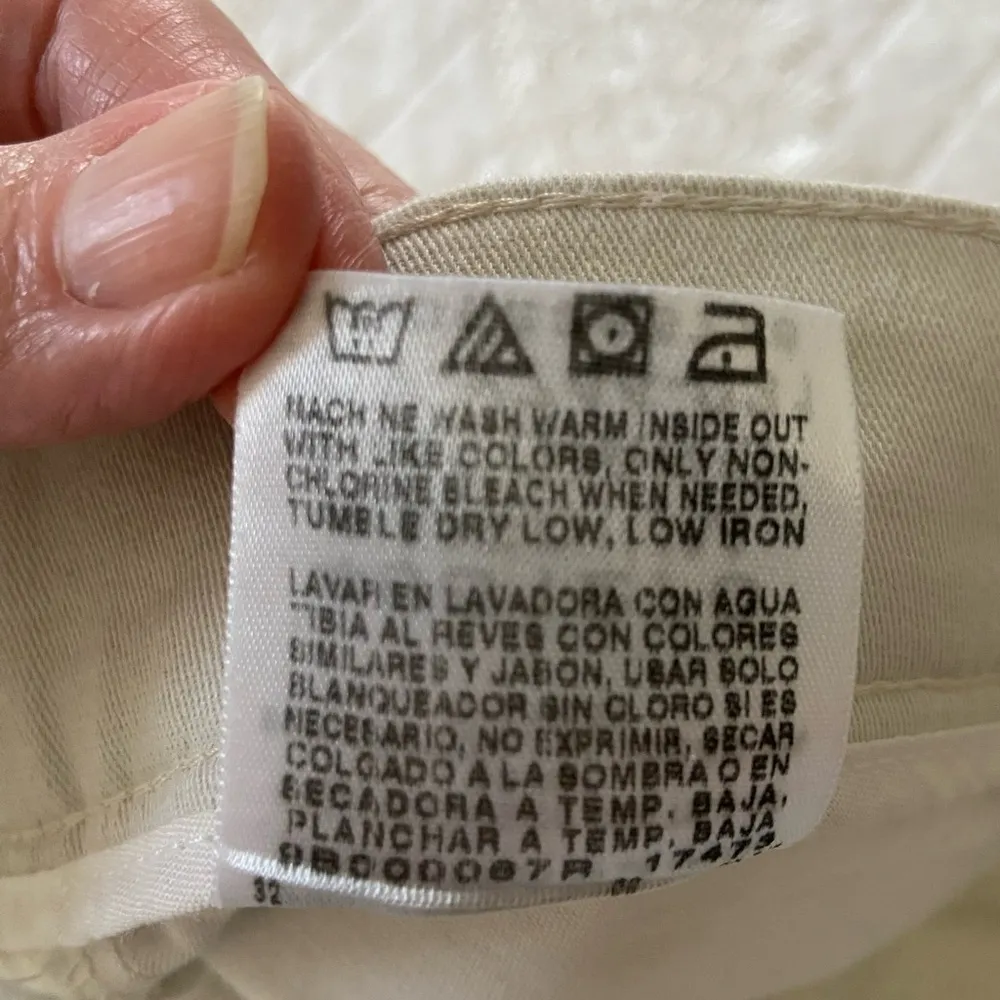 MACHINE WASH WARM INSIDE OUT
WITH LIKE COLORS, ONLY NON-
CHLORINE BLEACH WHEN NEEDED,
TUMBLE DRY LOW, LOW IRON
LAVAR EN LAVADORA CON AGUA
TIBIA AL REVES CON COLORES
SIMILARES Y JABON, USAR SOLO
BLANQUEADOR SIN CLORO SI ES
NECESARIO, NO EXPRIMIR, SECAR
COLGADO A LA SOMBRA O EN
SECADORA A TEMP. BAJA,
PLANCHAR A TEMP. BAJA
32